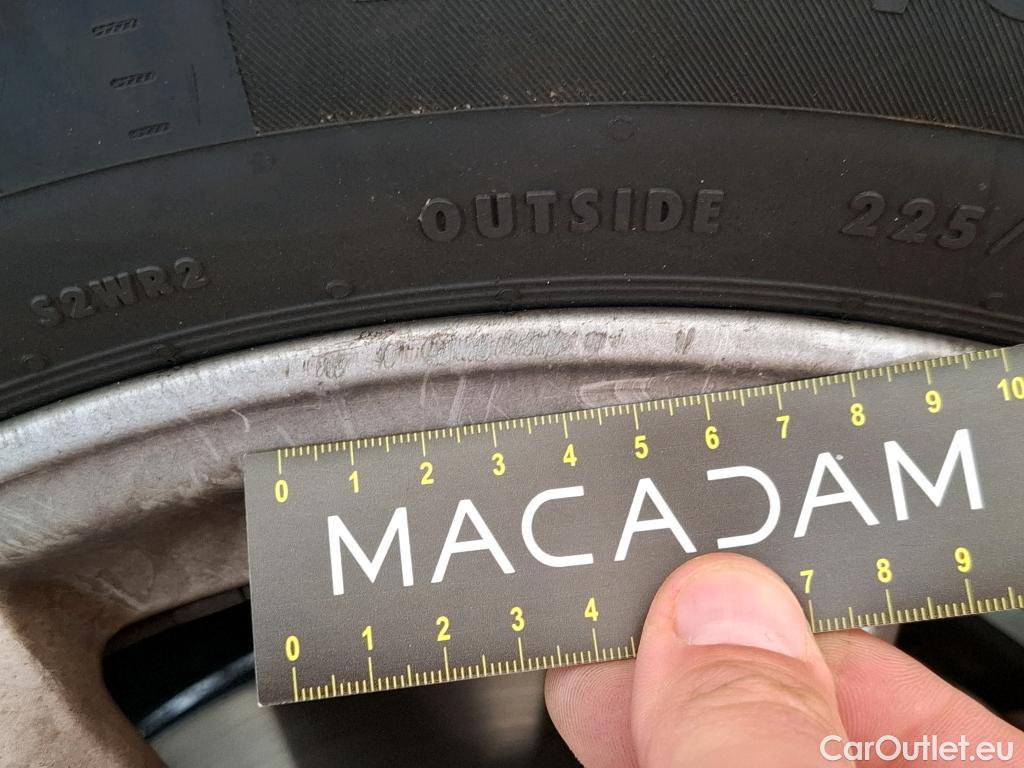 OUTSIDE 225/
S2WR2
0 1 2 3 4 5 6 7 8 9 10
MACADAM
0 1 2 3 4 7 8 9
CarOutlet.eu